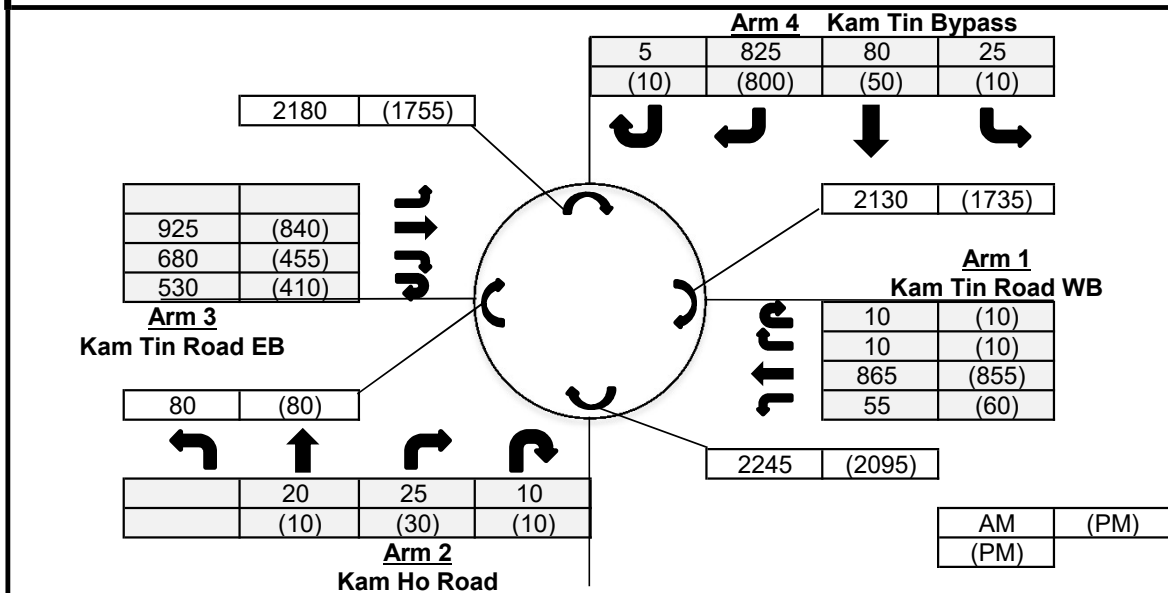 Arm 4 Kam Tin Bypass
5 825 80 25
(10) (800) (50) (10)
2180 (1755)
2130 (1735)
925 (840)
680 (455)
530 (410)
Arm 3
Kam Tin Road EB
Arm 1
Kam Tin Road WB
10 (10)
10 (10)
865 (855)
55 (60)
80 (80)
2245 (2095)
20 25 10
(10) (30) (10)
Arm 2
Kam Ho Road
AM (PM)
(PM)